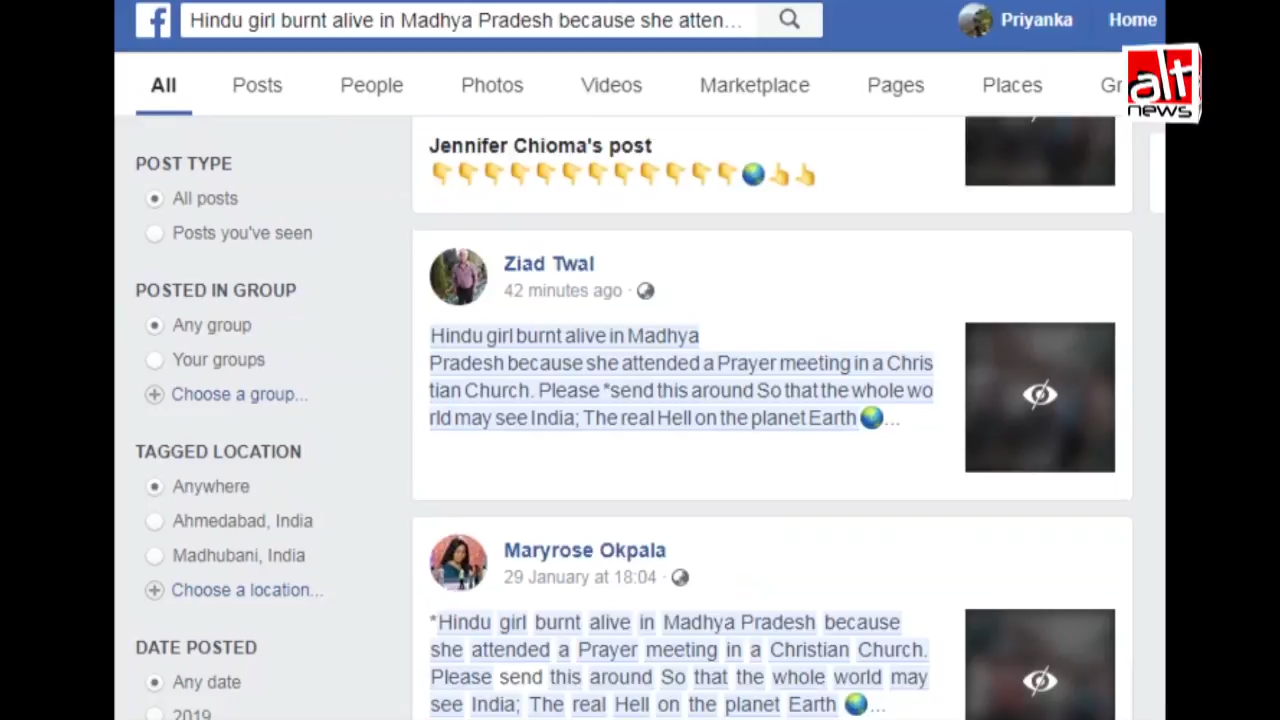 Hindu girl burnt alive in Madhya Pradesh because she atten...
Priyanka
Home
alt
news
All
Posts
People
Photos
Videos
Marketplace
Pages
Places
Gr
POST TYPE
All posts
Posts you've seen
POSTED IN GROUP
Any group
Your groups
Choose a group...
TAGGED LOCATION
Anywhere
Ahmedabad, India
Madhubani, India
Choose a location...
DATE POSTED
Any date
2019
Jennifer Chioma's post
👇👇👇👇👇👇👇👇👇👇👇👇🌏👆👆
Ziad Twal
42 minutes ago ·
Hindu girl burnt alive in Madhya
Pradesh because she attended a Prayer meeting in a Chris
tian Church. Please *send this around So that the whole wo
rld may see India; The real Hell on the planet Earth 🌏...
Maryrose Okpala
29 January at 18:04 ·
*Hindu girl burnt alive in Madhya Pradesh because
she attended a Prayer meeting in a Christian Church.
Please send this around So that the whole world may
see India; The real Hell on the planet Earth 🌏...